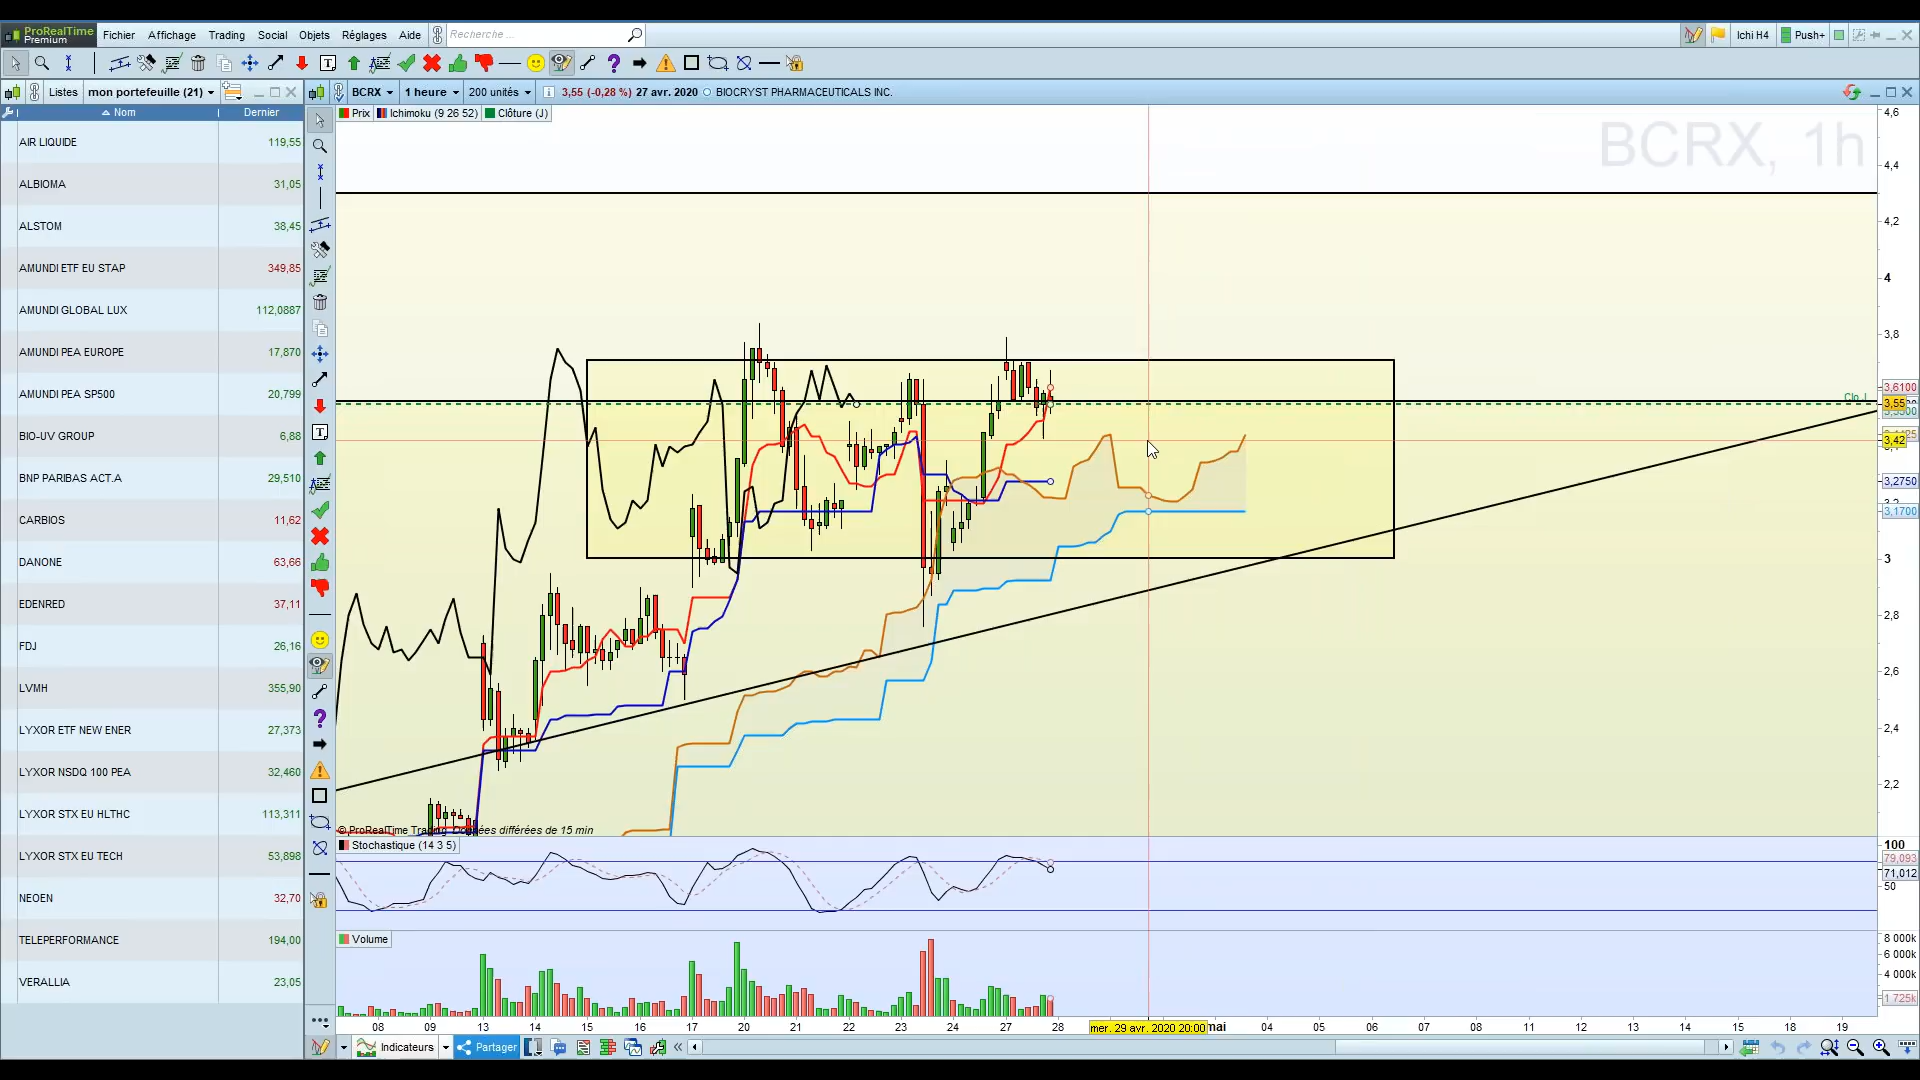 ProRealTime
Premium
Fichier Affichage Trading Social Objets Réglages Aide
Recherche ...
Ichi H4
Push+
Listes mon portefeuille (21)
BCRX 1 heure 200 unités 3,55 (-0,28 %) 27 avr. 2020 BIOCRYST PHARMACEUTICALS INC.
Nom Dernier
Prix Ichimoku (9 26 52) Clôture (J)
BCRX, 1h
AIR LIQUIDE 119,55
ALBIOMA 31,05
ALSTOM 38,45
AMUNDI ETF EU STAP 349,85
AMUNDI GLOBAL LUX 112,0887
AMUNDI PEA EUROPE 17,870
AMUNDI PEA SP500 20,799
BIO-UV GROUP 6,88
BNP PARIBAS ACT.A 29,510
CARBIOS 11,62
DANONE 63,66
EDENRED 37,11
FDJ 26,16
LVMH 355,90
LYXOR ETF NEW ENER 27,373
LYXOR NSDQ 100 PEA 32,460
LYXOR STX EU HLTHC 113,311
LYXOR STX EU TECH 53,898
NEOEN 32,70
TELEPERFORMANCE 194,00
VERALLIA 23,05
4,6
4,4
4,2
4
3,8
3,6100
Clo J
3,55
3,42
3,2750
3,1700
3
2,8
2,6
2,4
2,2
© ProRealTime Trading Données différées de 15 min
Stochastique (14 3 5)
100
79,093
71,012
50
Volume
8 000k
6 000k
4 000k
1 725k
08 09 13 14 15 16 17 20 21 22 23 24 27 28 mer. 29 avr. 2020 20:00 mai 04 05 06 07 08 11 12 13 14 15 18 19
Indicateurs Partager